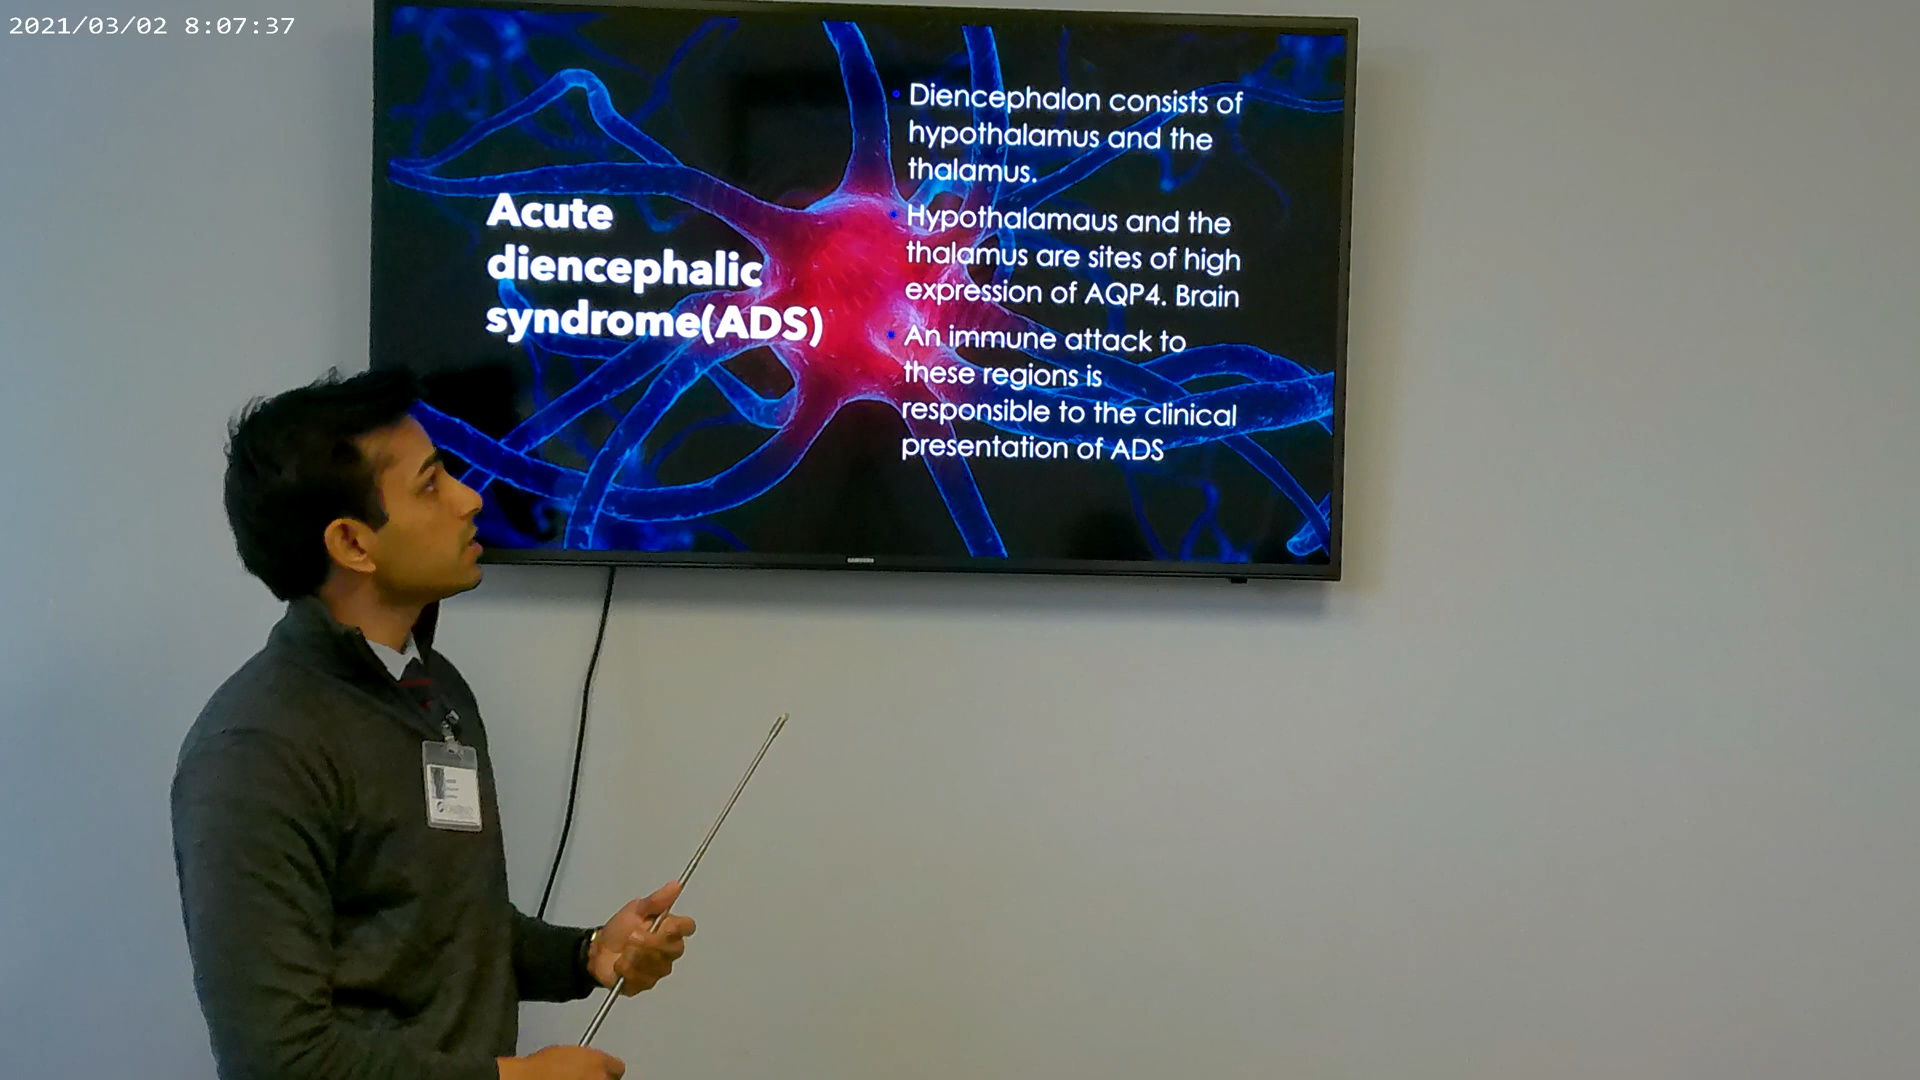 2021/03/02 8:07:37
Acute
diencephalic
syndrome(ADS)
• Diencephalon consists of
hypothalamus and the
thalamus.
• Hypothalamaus and the
thalamus are sites of high
expression of AQP4. Brain
• An immune attack to
these regions is
responsible to the clinical
presentation of ADS
SAMSUNG